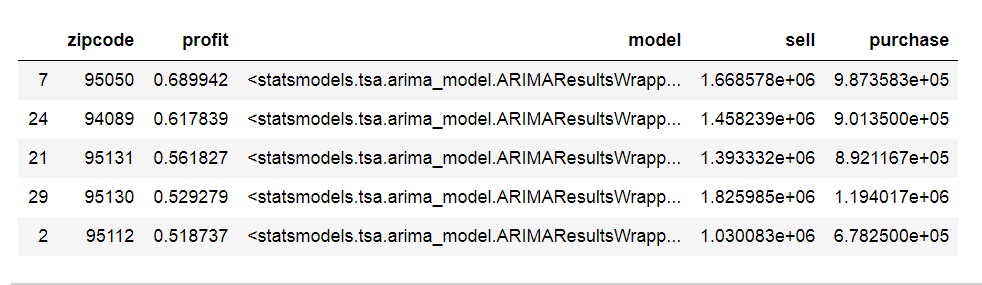 zipcode profit model sell purchase
7 95050 0.689942 <statsmodels.tsa.arima_model.ARIMAResultsWrapp... 1.668578e+06 9.873583e+05
24 94089 0.617839 <statsmodels.tsa.arima_model.ARIMAResultsWrapp... 1.458239e+06 9.013500e+05
21 95131 0.561827 <statsmodels.tsa.arima_model.ARIMAResultsWrapp... 1.393332e+06 8.921167e+05
29 95130 0.529279 <statsmodels.tsa.arima_model.ARIMAResultsWrapp... 1.825985e+06 1.194017e+06
2 95112 0.518737 <statsmodels.tsa.arima_model.ARIMAResultsWrapp... 1.030083e+06 6.782500e+05